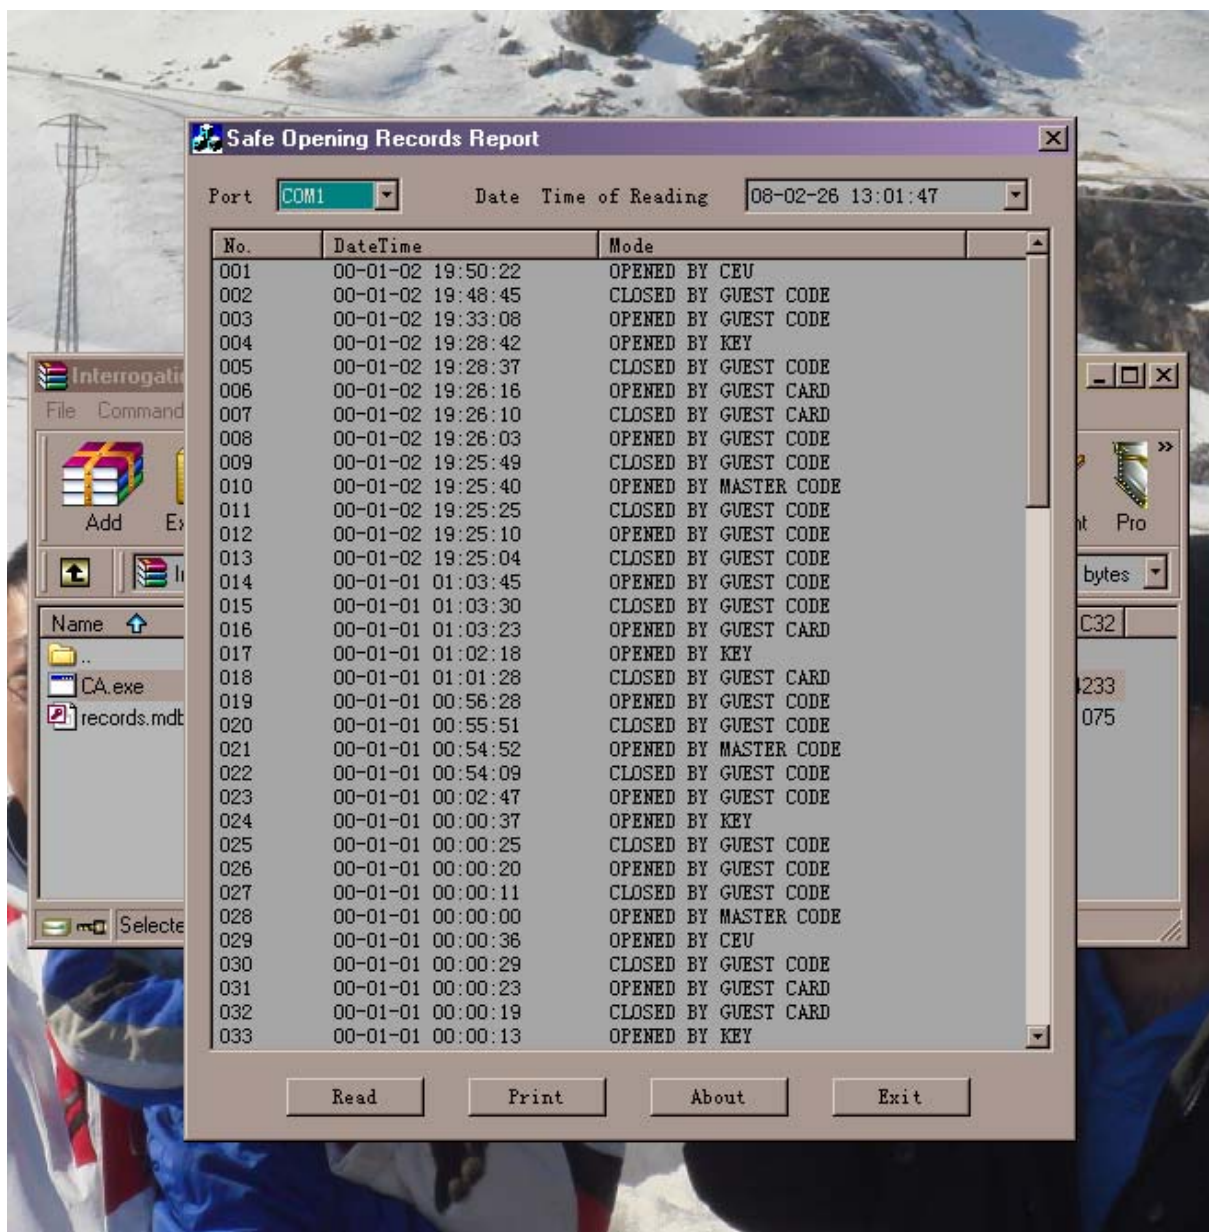 Safe Opening Records Report
Port COM1 Date Time of Reading 08-02-26 13:01:47
No. DateTime Mode
001 00-01-02 19:50:22 OPENED BY CEU
002 00-01-02 19:48:45 CLOSED BY GUEST CODE
003 00-01-02 19:33:08 OPENED BY GUEST CODE
004 00-01-02 19:28:42 OPENED BY KEY
005 00-01-02 19:28:37 CLOSED BY GUEST CODE
006 00-01-02 19:26:16 OPENED BY GUEST CARD
007 00-01-02 19:26:10 CLOSED BY GUEST CARD
008 00-01-02 19:26:03 OPENED BY GUEST CODE
009 00-01-02 19:25:49 CLOSED BY GUEST CODE
010 00-01-02 19:25:40 OPENED BY MASTER CODE
011 00-01-02 19:25:25 CLOSED BY GUEST CODE
012 00-01-02 19:25:10 OPENED BY GUEST CODE
013 00-01-02 19:25:04 CLOSED BY GUEST CODE
014 00-01-01 01:03:45 OPENED BY GUEST CODE
015 00-01-01 01:03:30 CLOSED BY GUEST CODE
016 00-01-01 01:03:23 OPENED BY GUEST CARD
017 00-01-01 01:02:18 OPENED BY KEY
018 00-01-01 01:01:28 CLOSED BY GUEST CARD
019 00-01-01 00:56:28 OPENED BY GUEST CODE
020 00-01-01 00:55:51 CLOSED BY GUEST CODE
021 00-01-01 00:54:52 OPENED BY MASTER CODE
022 00-01-01 00:54:09 CLOSED BY GUEST CODE
023 00-01-01 00:02:47 OPENED BY GUEST CODE
024 00-01-01 00:00:37 OPENED BY KEY
025 00-01-01 00:00:25 CLOSED BY GUEST CODE
026 00-01-01 00:00:20 OPENED BY GUEST CODE
027 00-01-01 00:00:11 CLOSED BY GUEST CODE
028 00-01-01 00:00:00 OPENED BY MASTER CODE
029 00-01-01 00:00:36 OPENED BY CEU
030 00-01-01 00:00:29 CLOSED BY GUEST CODE
031 00-01-01 00:00:23 OPENED BY GUEST CARD
032 00-01-01 00:00:19 CLOSED BY GUEST CARD
033 00-01-01 00:00:13 OPENED BY KEY
Read Print About Exit
Interrogati
File Command
Add Ex
Pro
bytes
Name
C32
..
CA.exe
records.mdb
075
Selecte